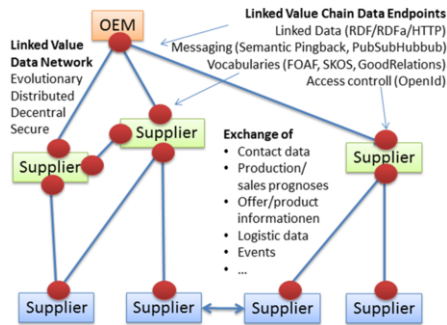 OEM
Linked Value Chain Data Endpoints
Linked Data (RDF/RDFa/HTTP)
Messaging (Semantic Pingback, PubSubHubbub)
Vocabularies (FOAF, SKOS, GoodRelations)
Access controll (OpenId)
Linked Value
Data Network
Evolutionary
Distributed
Decentral
Secure
Supplier
Supplier
Supplier
Exchange of
• Contact data
• Production/
sales prognoses
• Offer/product
informationen
• Logistic data
• Events
• ...
Supplier
Supplier
Supplier
Supplier